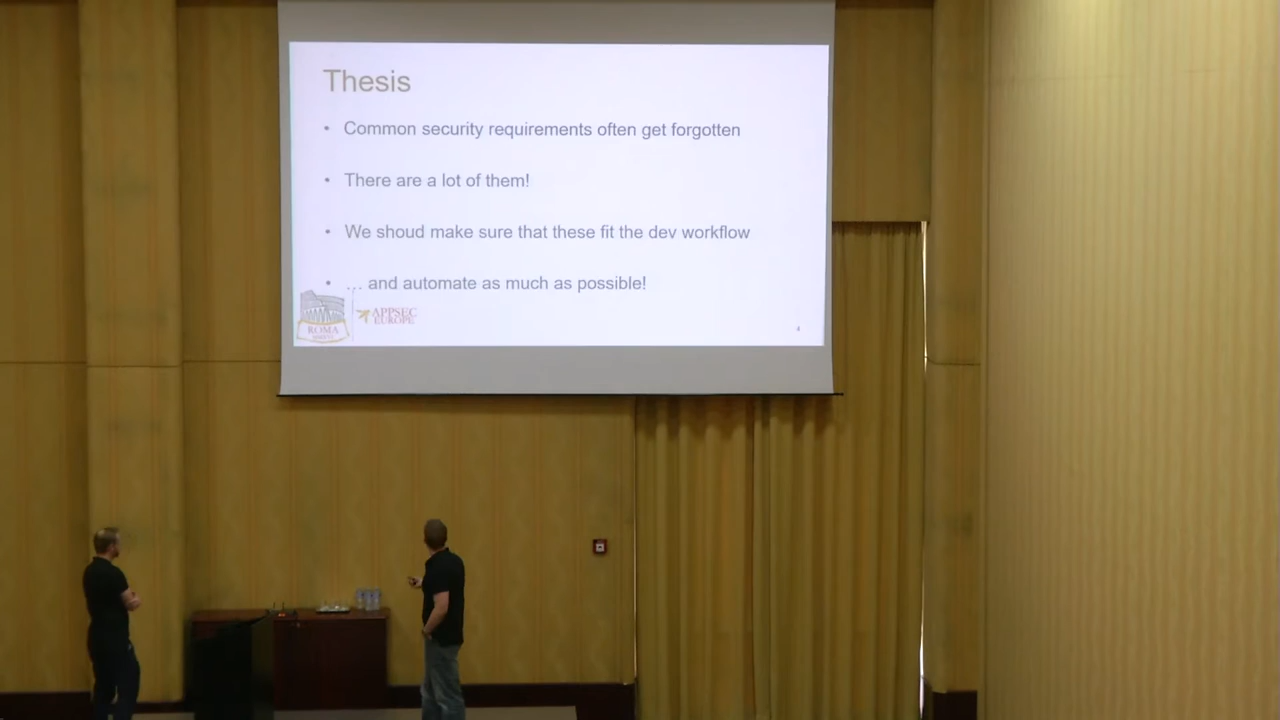 Thesis
• Common security requirements often get forgotten
• There are a lot of them!
• We shoud make sure that these fit the dev workflow
• … and automate as much as possible!
ROMA
APPSEC
EUROPE
4